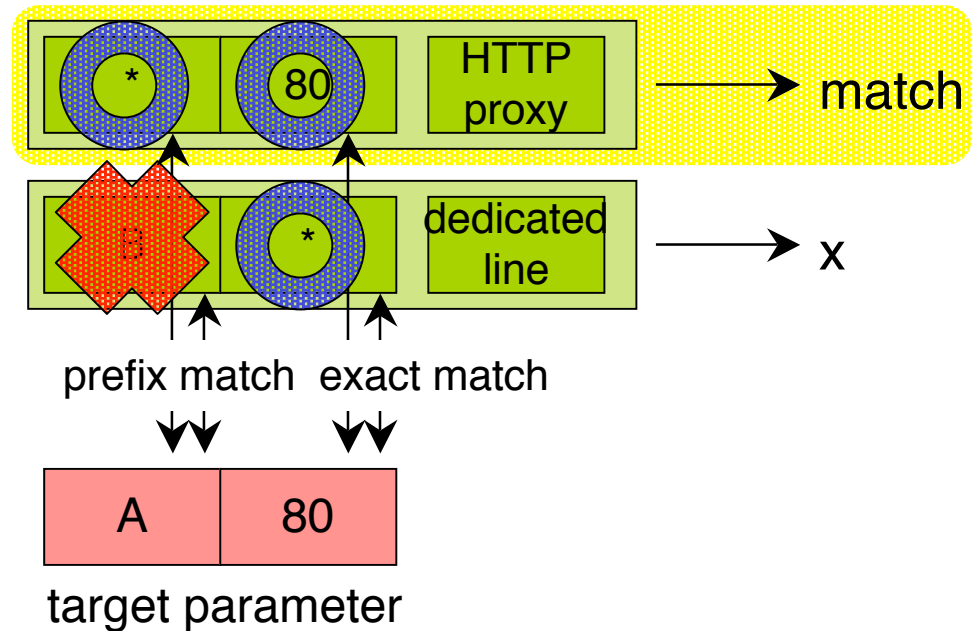 * 80 HTTP proxy match
B * dedicated line x
prefix match exact match
A 80
target parameter